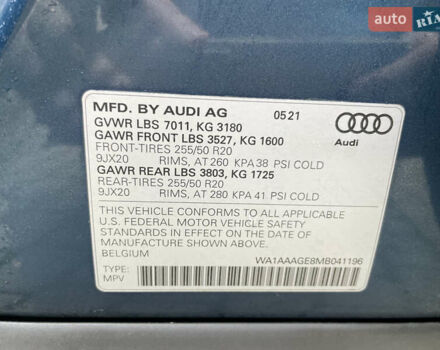 auto RIA
MFD. BY AUDI AG 05 21
GVWR LBS 7011, KG 3180
GAWR FRONT LBS 3527, KG 1600
FRONT-TIRES 255/50 R20
9JX20 RIMS, AT 260 KPA 38 PSI COLD
GAWR REAR LBS 3803, KG 1725
REAR-TIRES 255/50 R20
9JX20 RIMS, AT 280 KPA 41 PSI COLD
Audi
THIS VEHICLE CONFORMS TO ALL APPLICABLE
U.S. FEDERAL MOTOR VEHICLE SAFETY
STANDARDS IN EFFECT ON THE DATE OF
MANUFACTURE SHOWN ABOVE.
BELGIUM
TYPE:
MPV
WA1AAAGE8MB041196